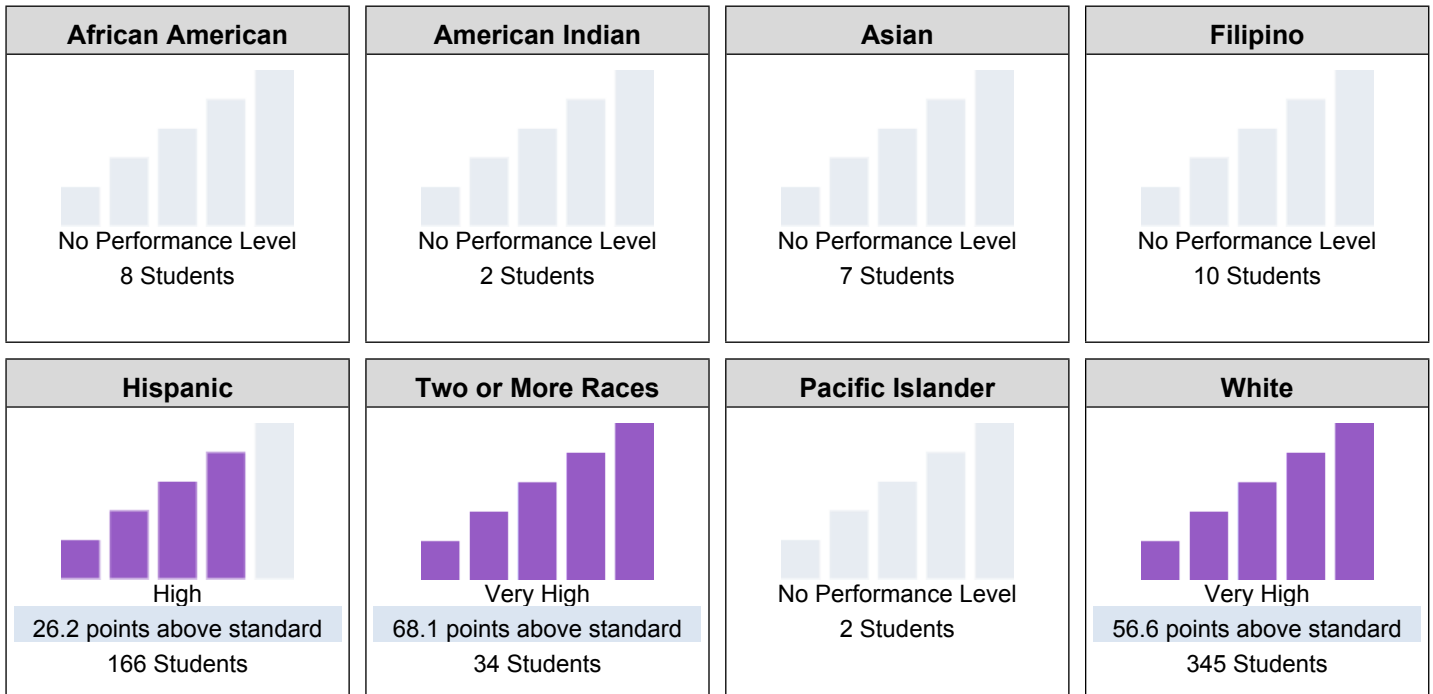 African American
No Performance Level
8 Students
American Indian
No Performance Level
2 Students
Asian
No Performance Level
7 Students
Filipino
No Performance Level
10 Students
Hispanic
High
26.2 points above standard
166 Students
Two or More Races
Very High
68.1 points above standard
34 Students
Pacific Islander
No Performance Level
2 Students
White
Very High
56.6 points above standard
345 Students